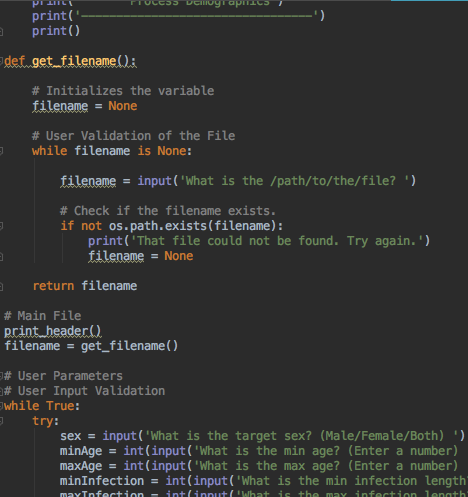 print('       Process Demographics')
print('—————————————————————————————————')
print()
def get_filename():
# Initializes the variable
filename = None
# User Validation of the File
while filename is None:
filename = input('What is the /path/to/the/file? ')
# Check if the filename exists.
if not os.path.exists(filename):
print('That file could not be found. Try again.')
filename = None
return filename
# Main File
print_header()
filename = get_filename()
# User Parameters
# User Input Validation
while True:
try:
sex = input('What is the target sex? (Male/Female/Both) ')
minAge = int(input('What is the min age? (Enter a number)
maxAge = int(input('What is the max age? (Enter a number)
minInfection = int(input('What is the min infection length
maxInfection = int(input('What is the max infection length